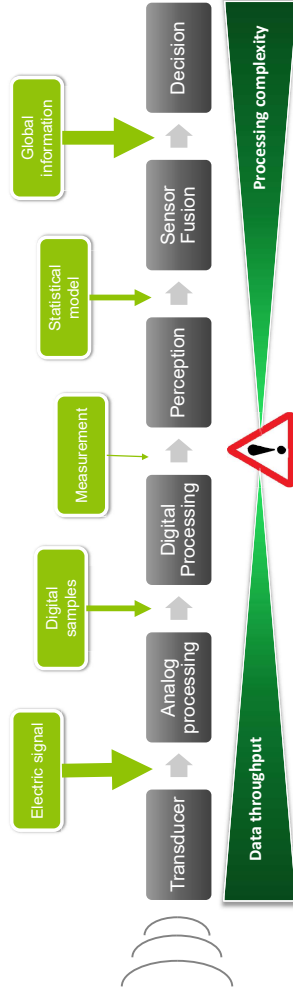 Electric signal
Digital
samples
Measurement
Statistical
model
Global
information
Transducer
Analog
processing
Digital
Processing
Perception
Sensor
Fusion
Decision
Data throughput
Processing complexity